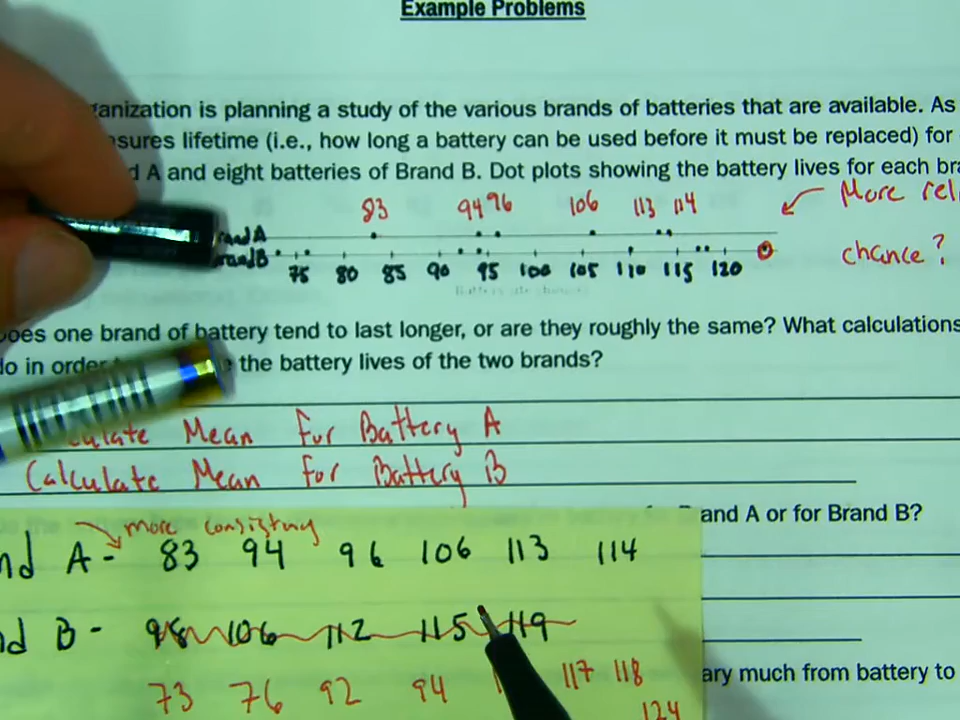 Example Problems
ganization is planning a study of the various brands of batteries that are available. As
sures lifetime (i.e., how long a battery can be used before it must be replaced) for
d A and eight batteries of Brand B. Dot plots showing the battery lives for each bra
83 94 96 106 113 114 More rel
rand A
rand B chance?
75 80 85 90 95 100 105 110 115 120
oes one brand of battery tend to last longer, or are they roughly the same? What calculations
do in order the battery lives of the two brands?
culate Mean for Battery A
Calculate Mean for Battery B
and A or for Brand B?
more consisting
nd A - 83 94 96 106 113 114
nd B - 98 106 112 115 119
ary much from battery to
73 76 92 94 117 118
124